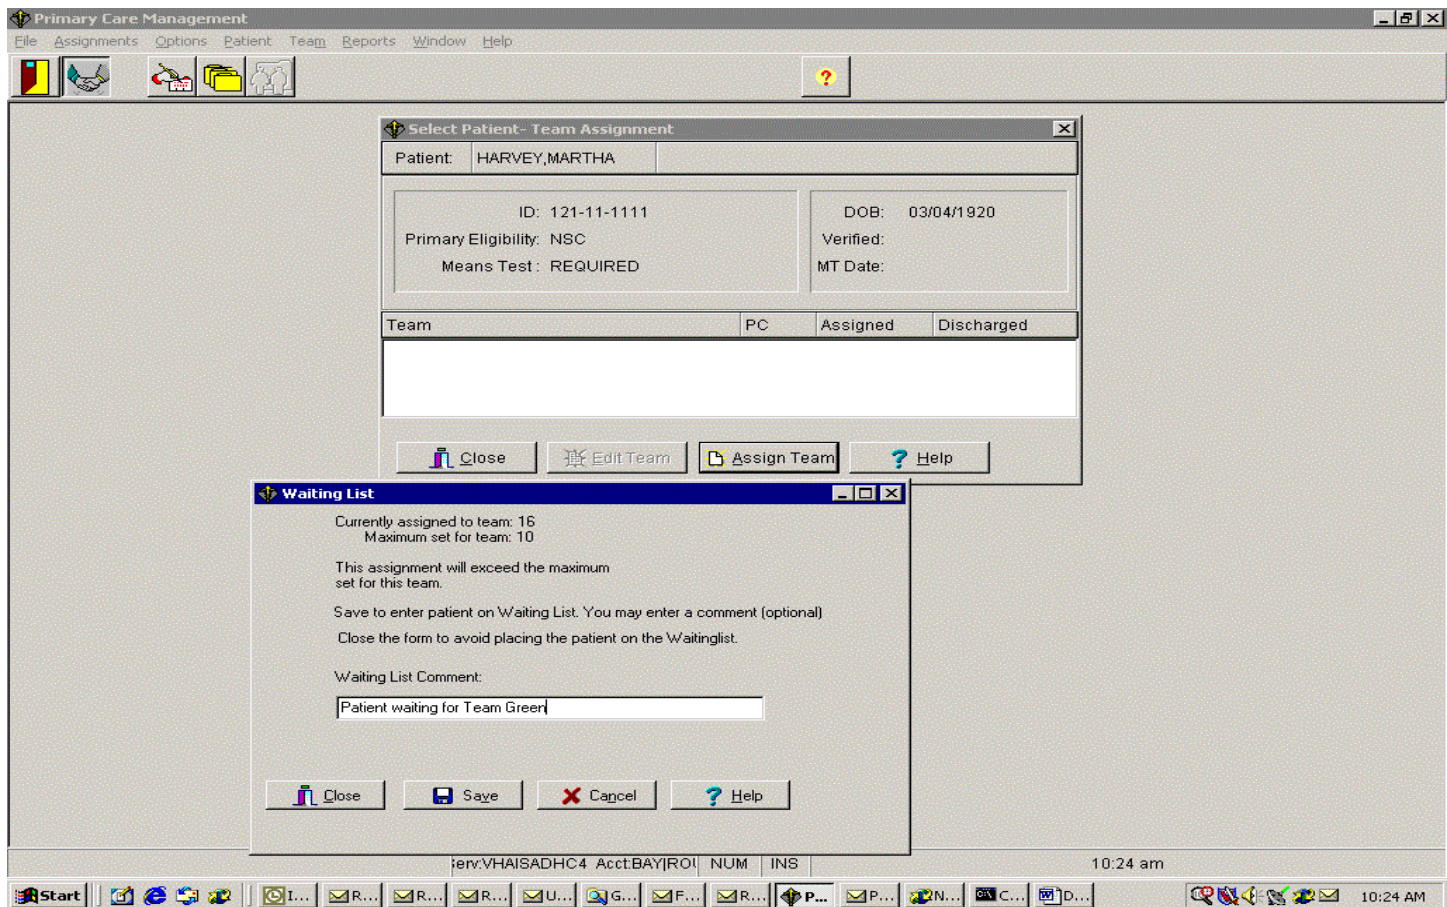 Primary Care Management
File Assignments Options Patient Team Reports Window Help
?
Select Patient- Team Assignment
Patient: HARVEY,MARTHA
ID: 121-11-1111
DOB: 03/04/1920
Primary Eligibility: NSC
Verified:
Means Test: REQUIRED
MT Date:
Team PC Assigned Discharged
Close Edit Team Assign Team ? Help
Waiting List
Currently assigned to team: 16
Maximum set for team: 10
This assignment will exceed the maximum
set for this team.
Save to enter patient on Waiting List. You may enter a comment (optional)
Close the form to avoid placing the patient on the Waitinglist.
Waiting List Comment:
Patient waiting for Team Green
Close Save Cancel ? Help
Serv:VHAISADHC4 Acct:BAY|ROU NUM INS 10:24 am
Start I... R... R... R... U... G... F... R... P... P... N... C... D... 10:24 AM